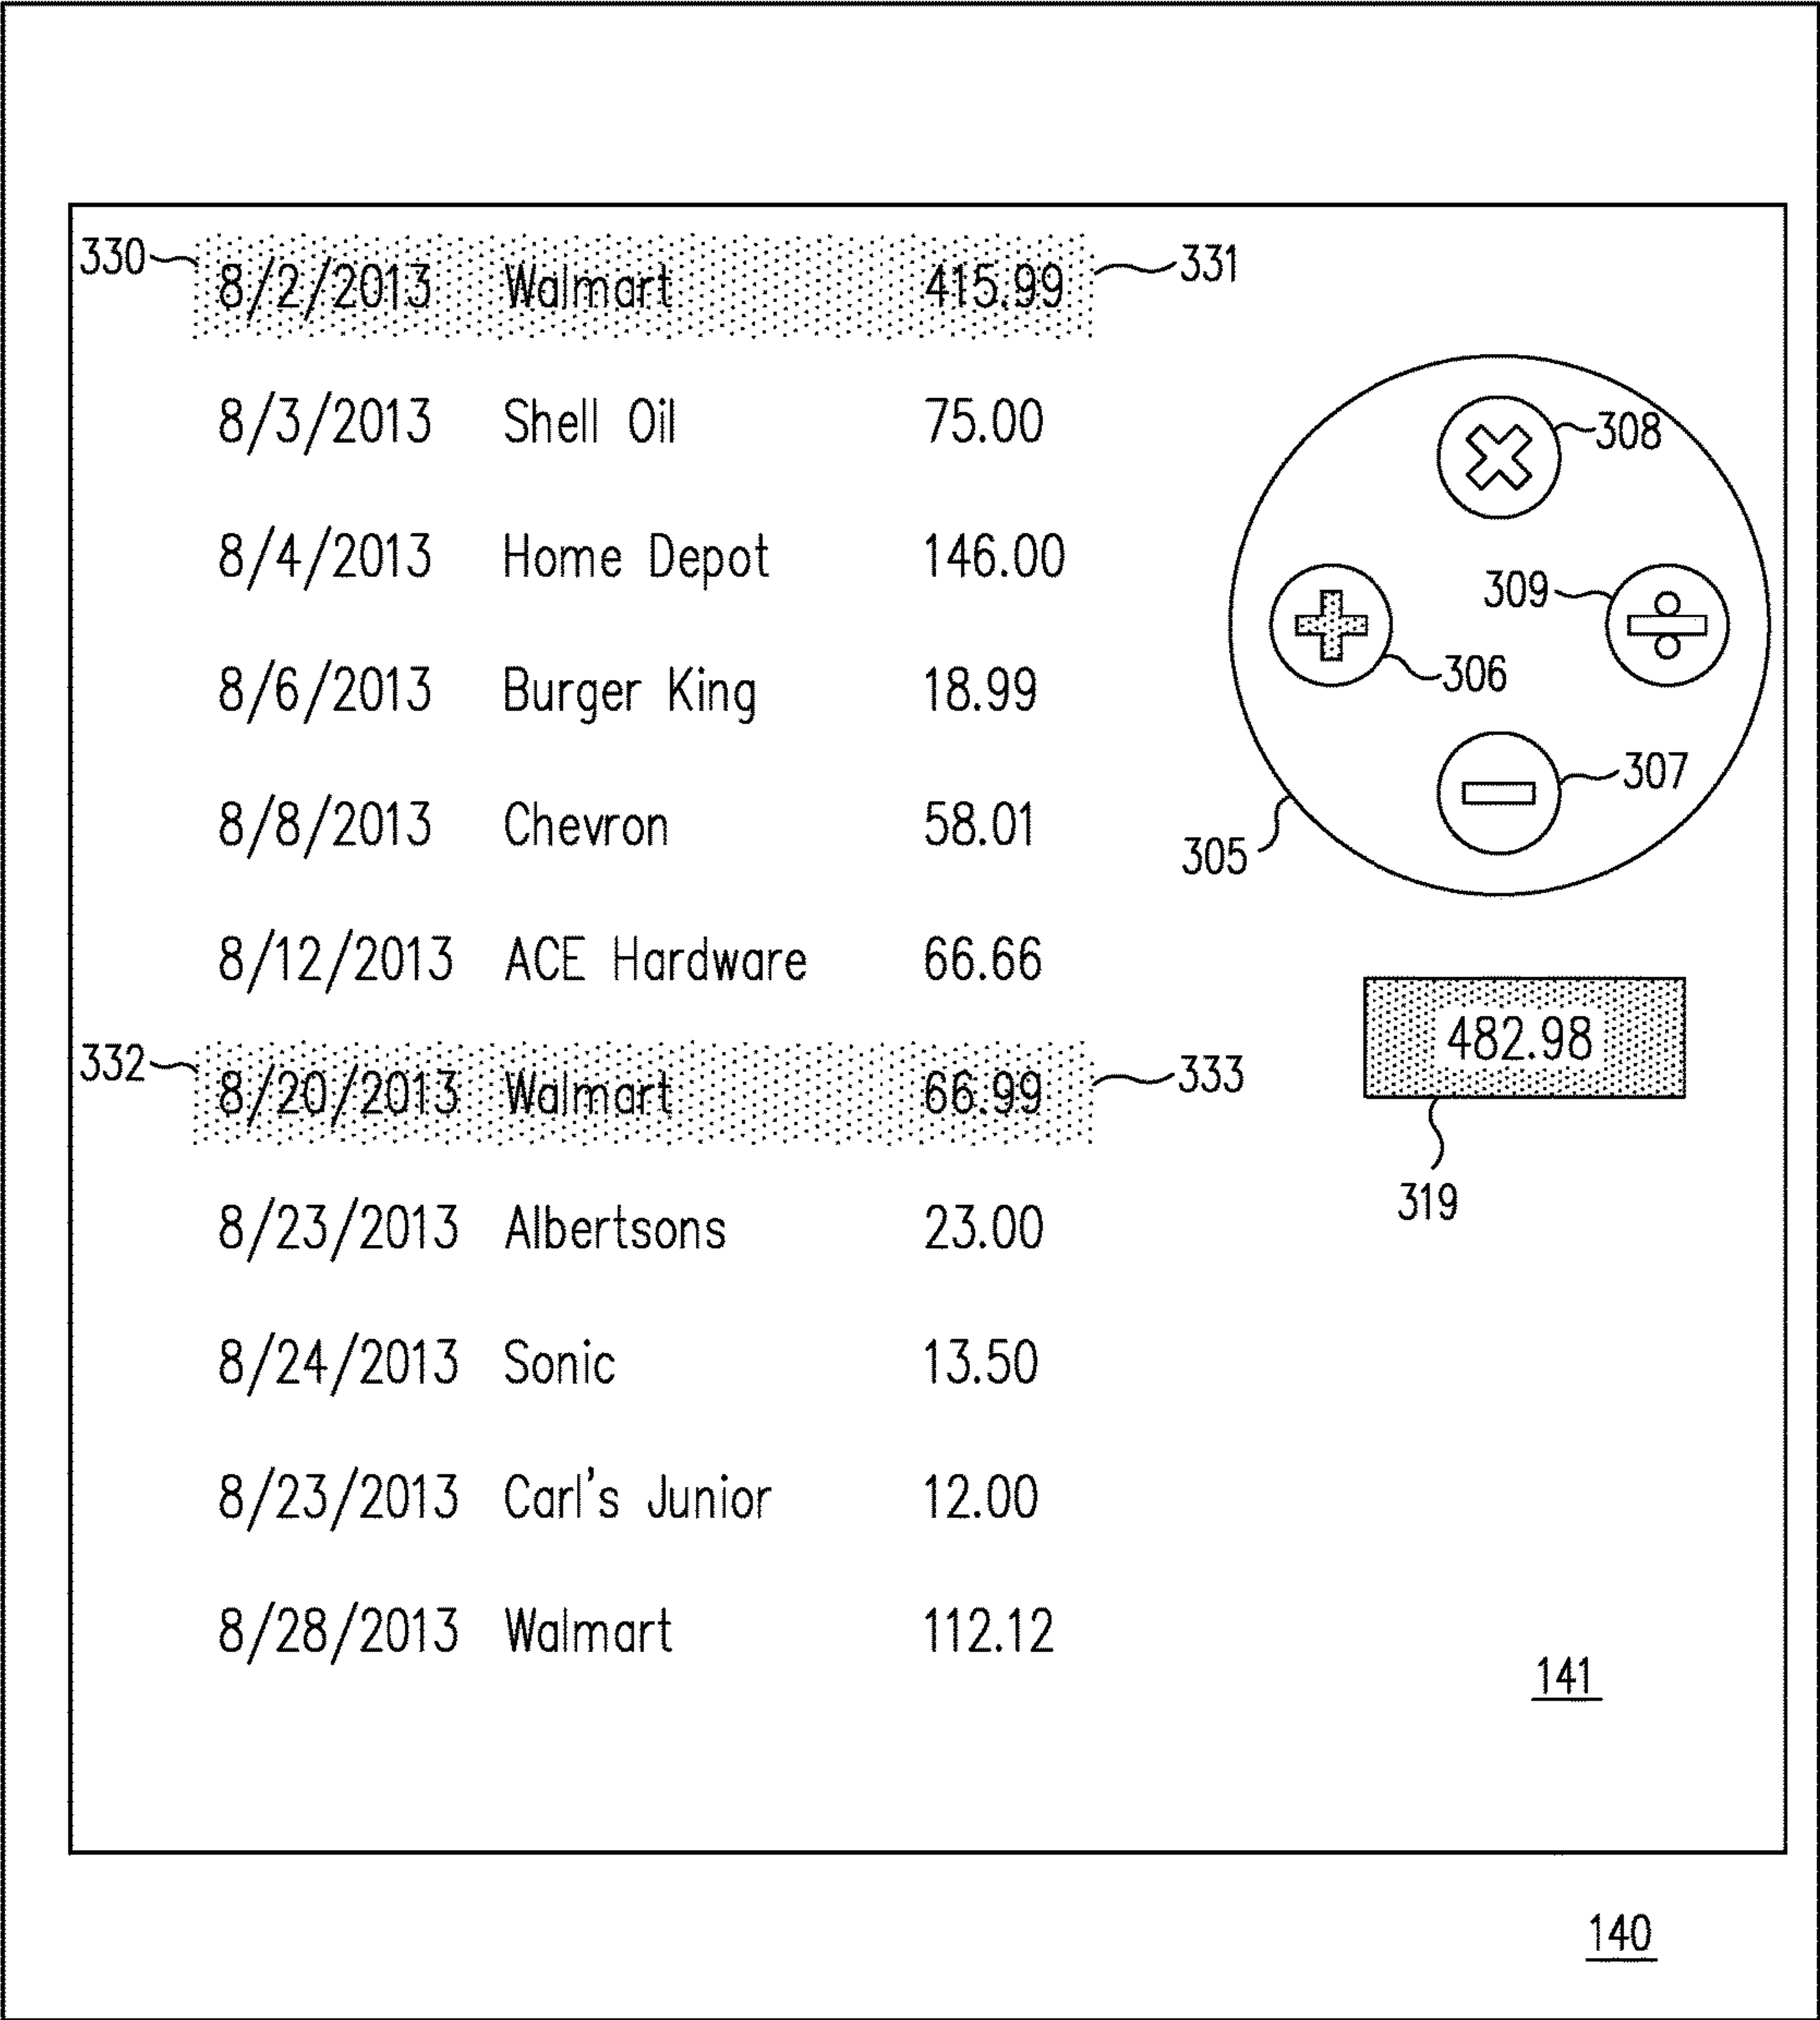 330 8/2/2013 Walmart 415.99 331
8/3/2013 Shell Oil 75.00
308
8/4/2013 Home Depot 146.00
309
8/6/2013 Burger King 18.99
306
307
8/8/2013 Chevron 58.01
305
8/12/2013 ACE Hardware 66.66
482.98
332 8/20/2013 Walmart 66.99 333
319
8/23/2013 Albertsons 23.00
8/24/2013 Sonic 13.50
8/23/2013 Carl's Junior 12.00
8/28/2013 Walmart 112.12
141
140